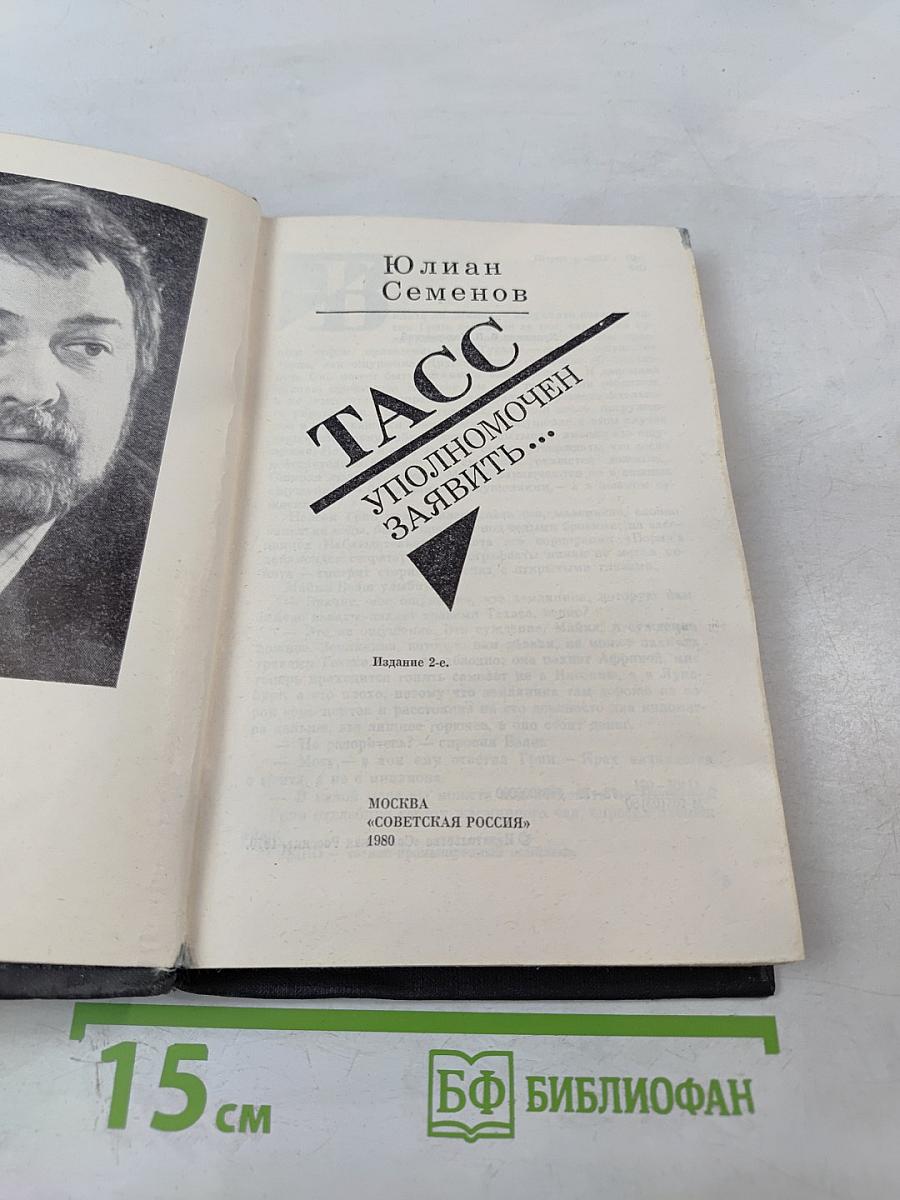 Юлиан
Семенов
ТАСС
УПОЛНОМОЧЕН
ЗАЯВИТЬ...
Издание 2-е.
МОСКВА
«СОВЕТСКАЯ РОССИЯ»
1980
15 см
БФ БИБЛИОФАН